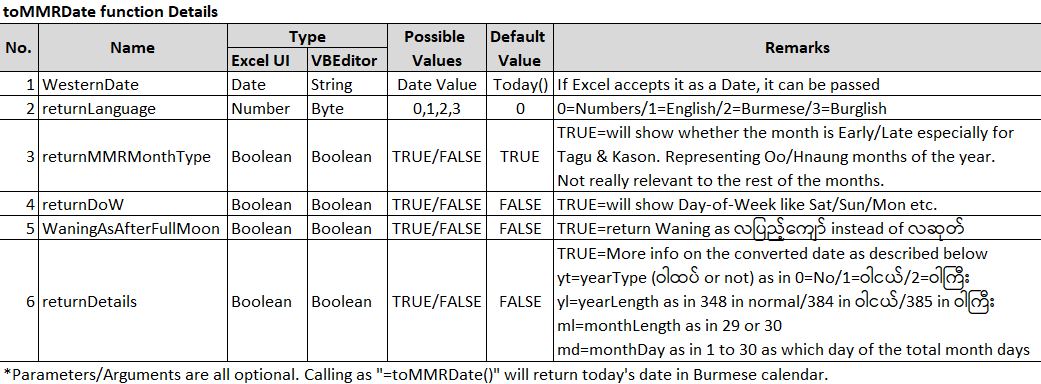 toMMRDate function Details
No. Name Type Possible Values Default Value Remarks
Excel UI VBEditor
1 WesternDate Date String Date Value Today() If Excel accepts it as a Date, it can be passed
2 returnLanguage Number Byte 0,1,2,3 0 0=Numbers/1=English/2=Burmese/3=Burglish
3 returnMMRMonthType Boolean Boolean TRUE/FALSE TRUE TRUE=will show whether the month is Early/Late especially for
Tagu & Kason. Representing Oo/Hnaung months of the year.
Not really relevant to the rest of the months.
4 returnDoW Boolean Boolean TRUE/FALSE FALSE TRUE=will show Day-of-Week like Sat/Sun/Mon etc.
5 WaningAsAfterFullMoon Boolean Boolean TRUE/FALSE FALSE TRUE=return Waning as လပြည့်ကျော် instead of လဆုတ်
6 returnDetails Boolean Boolean TRUE/FALSE FALSE TRUE=More info on the converted date as described below
yt=yearType (ဝါထပ် or not) as in 0=No/1=ဝါငယ်/2=ဝါကြီး
yl=yearLength as in 348 in normal/384 in ဝါငယ်/385 in ဝါကြီး
ml=monthLength as in 29 or 30
md=monthDay as in 1 to 30 as which day of the total month days
*Parameters/Arguments are all optional. Calling as "=toMMRDate()" will return today's date in Burmese calendar.